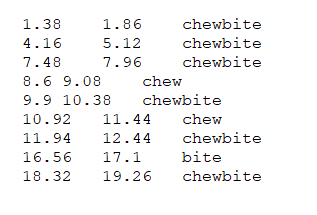 1.38 1.86 chewbite
4.16 5.12 chewbite
7.48 7.96 chewbite
8.6 9.08 chew
9.9 10.38 chewbite
10.92 11.44 chew
11.94 12.44 chewbite
16.56 17.1 bite
18.32 19.26 chewbite